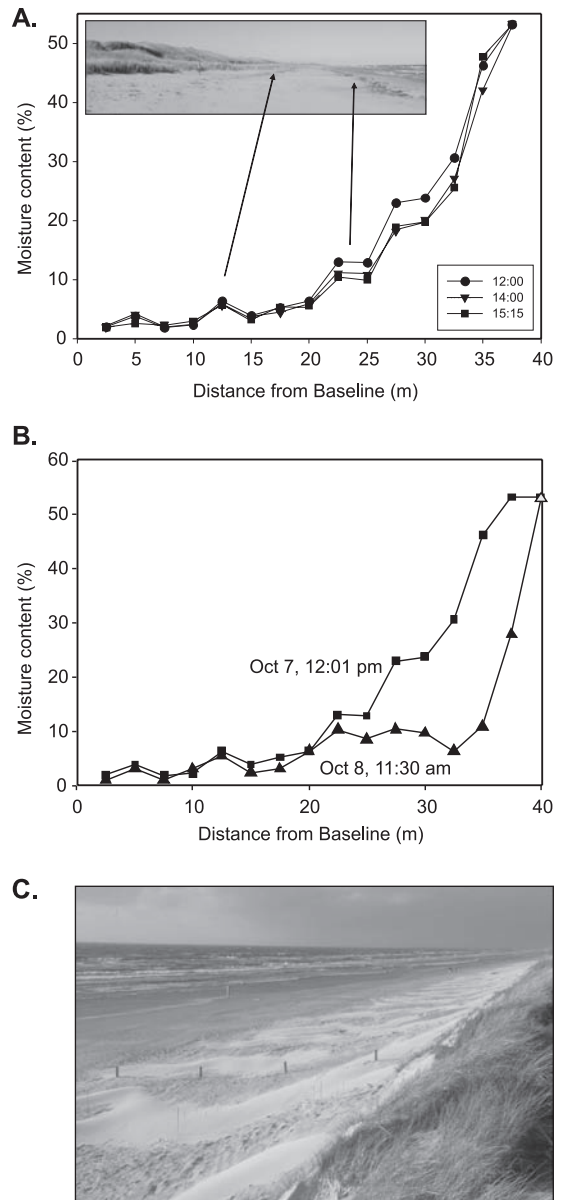 A.
50
40
30
20
10
0
Moisture content (%)
12:00
14:00
15:15
0 5 10 15 20 25 30 35 40
Distance from Baseline (m)
B.
60
50
40
30
20
10
0
Moisture content (%)
Oct 7, 12:01 pm
Oct 8, 11:30 am
0 10 20 30 40
Distance from Baseline (m)
C.